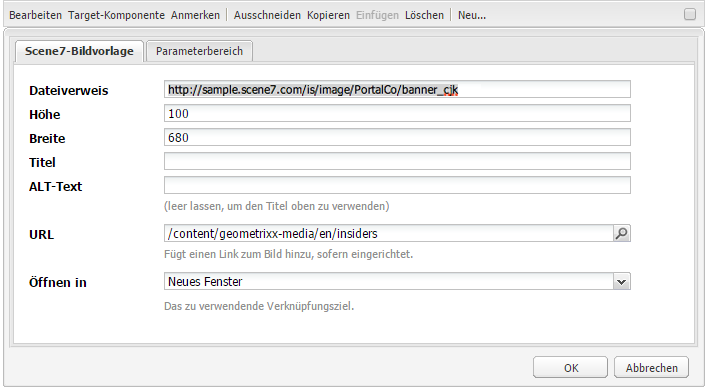 Bearbeiten Target-Komponente Anmerken Ausschneiden Kopieren Einfügen Löschen Neu...
Scene7-Bildvorlage Parameterbereich
Dateiverweis http://sample.scene7.com/is/image/PortalCo/banner_cjk
Höhe 100
Breite 680
Titel
ALT-Text
(leer lassen, um den Titel oben zu verwenden)
URL /content/geometrixx-media/en/insiders
Fügt einen Link zum Bild hinzu, sofern eingerichtet.
Öffnen in Neues Fenster
Das zu verwendende Verknüpfungsziel.
OK Abbrechen